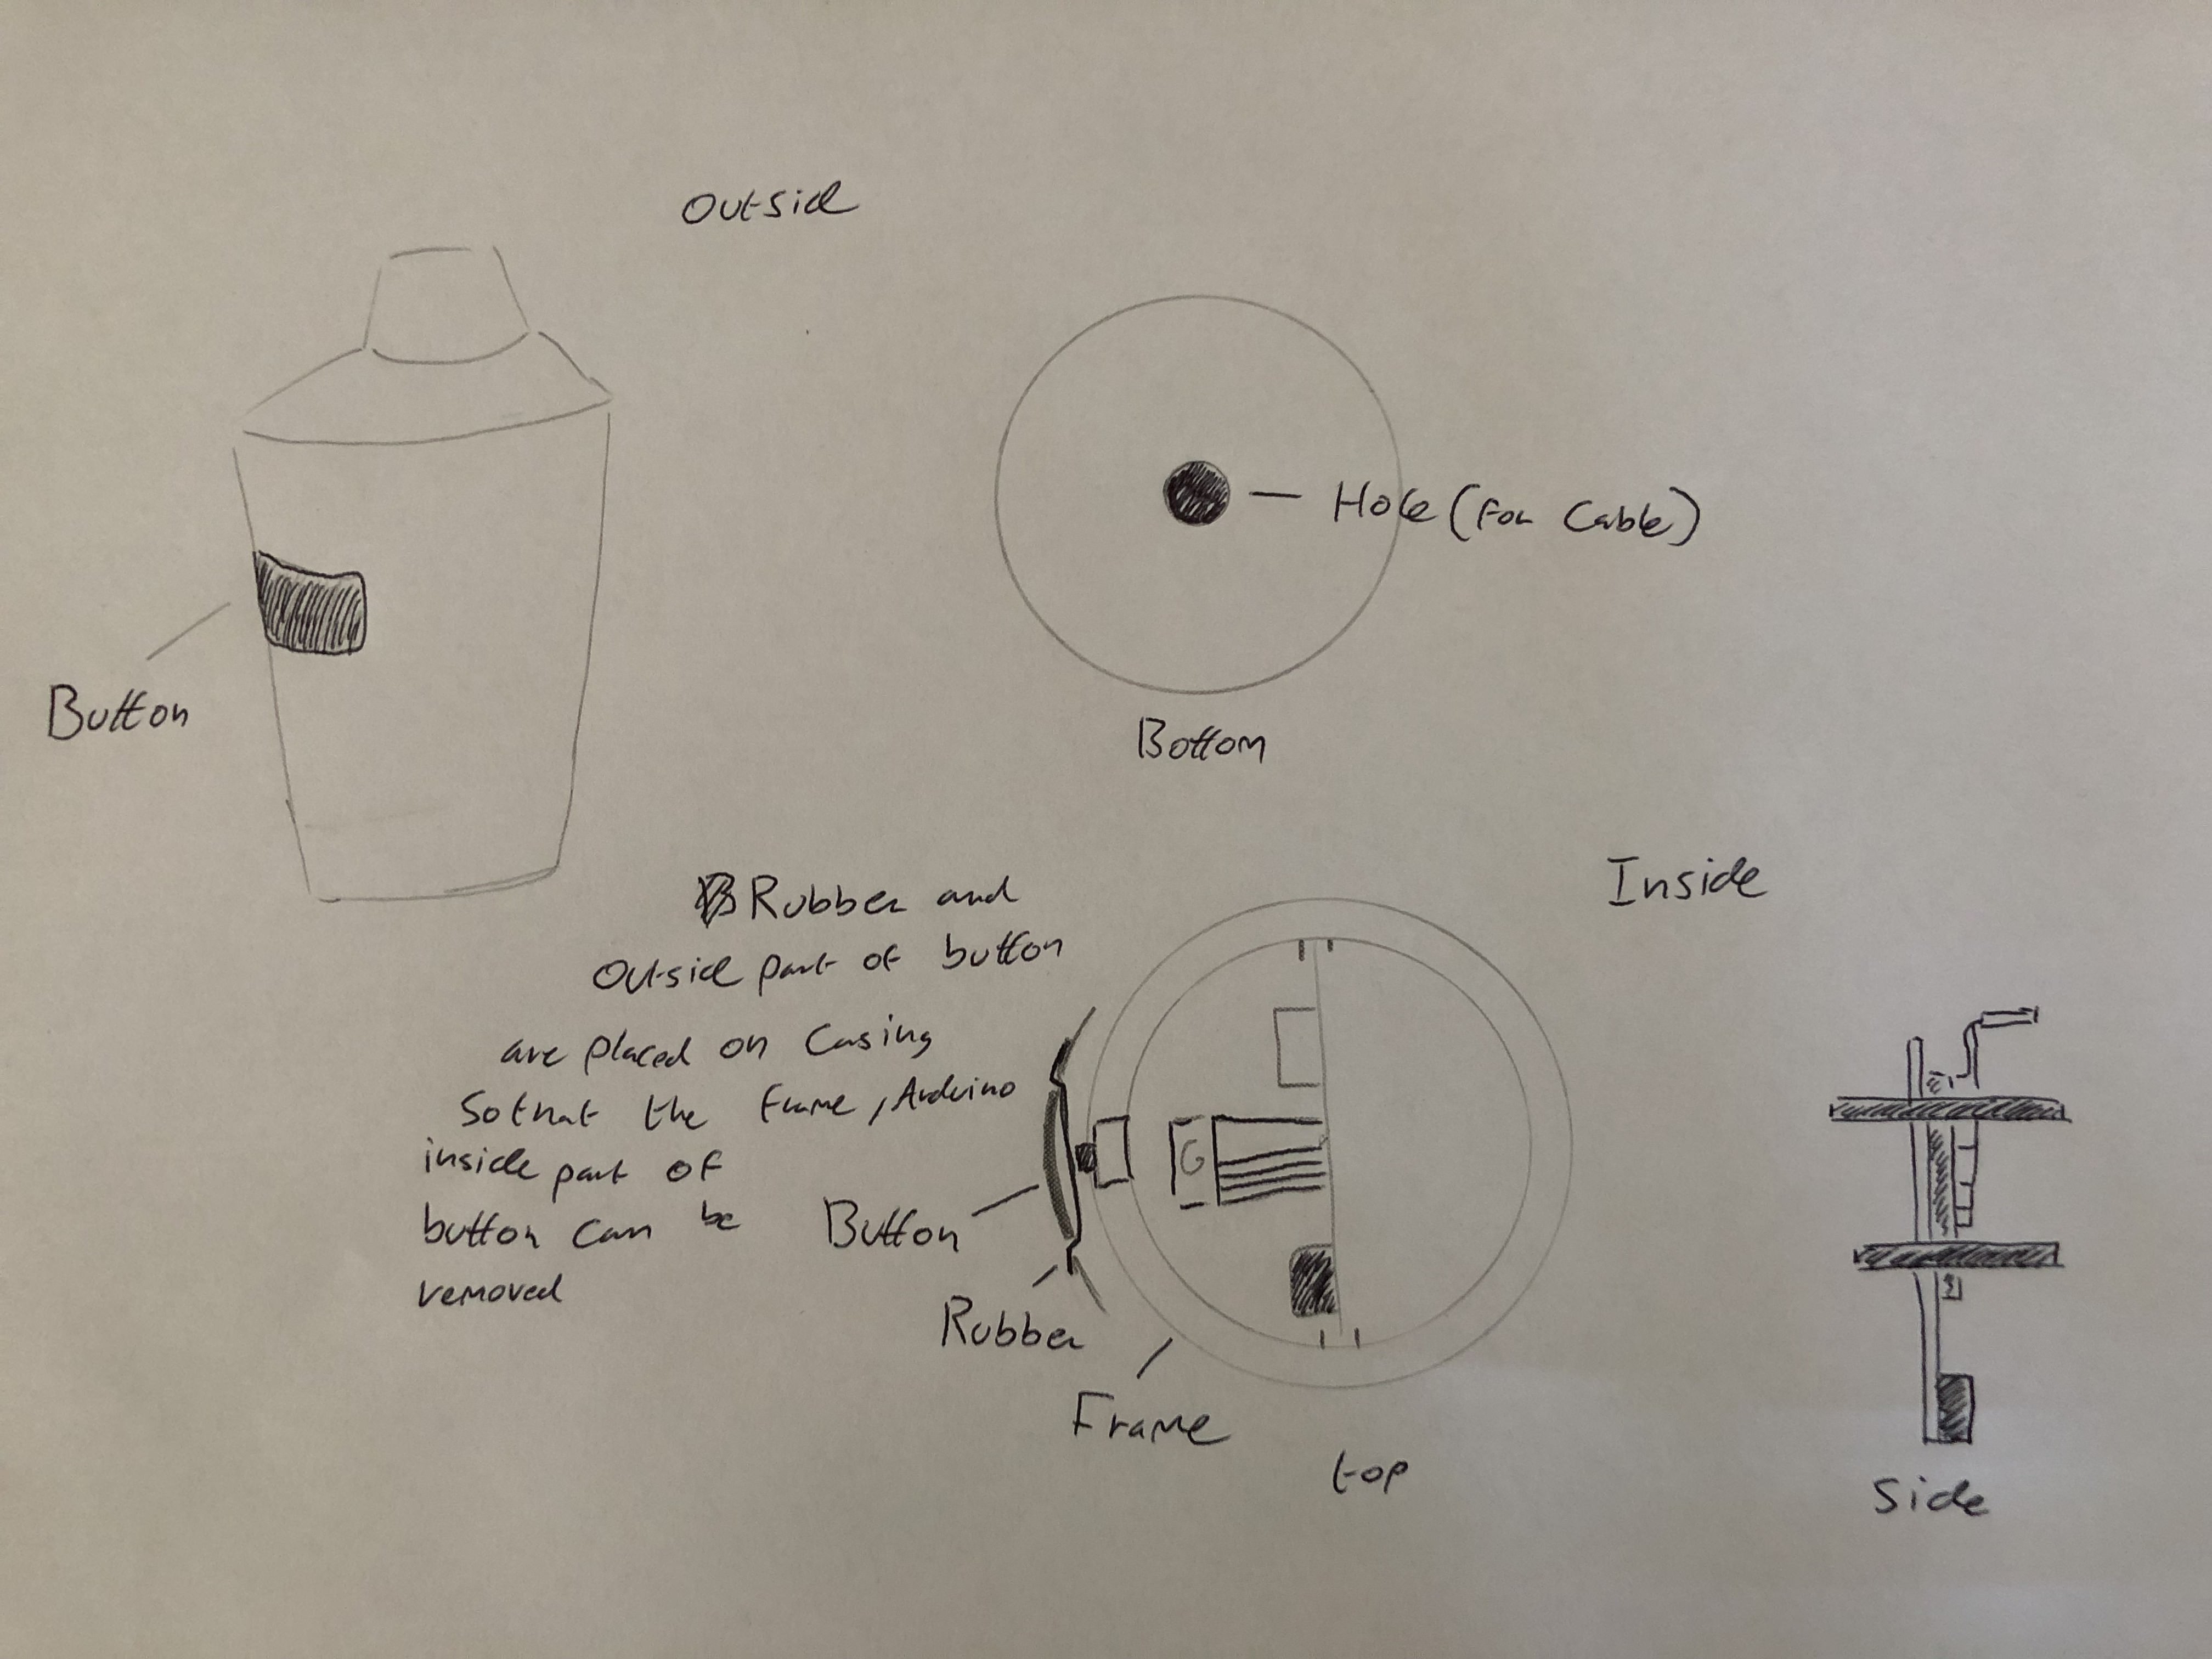 Outside
Button
Hole (For Cable)
Bottom
Inside
Rubber and
Outside part of button
are placed on Casing
Sothat the Frame, Arduino
inside part of
button can be
removed
Button
Rubber
Frame
top
Side
G